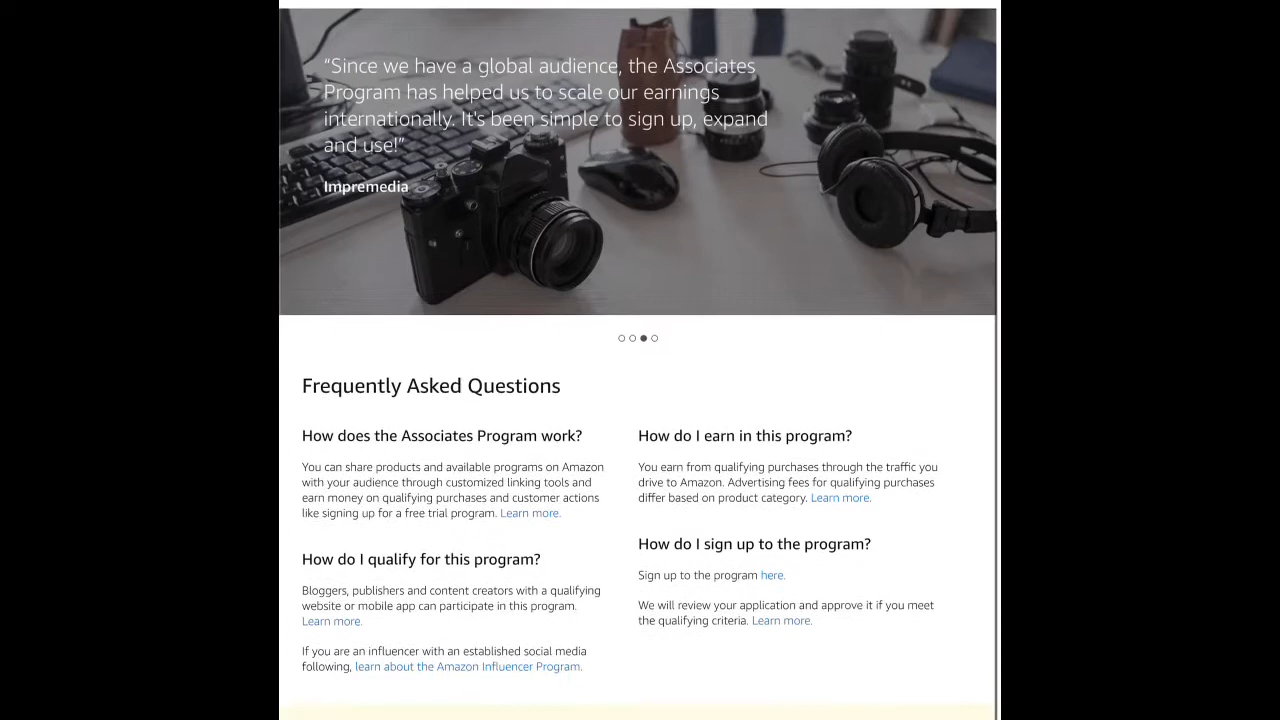 “Since we have a global audience, the Associates
Program has helped us to scale our earnings
internationally. It's been simple to sign up, expand
and use!”
Impremedia
Frequently Asked Questions
How does the Associates Program work?
You can share products and available programs on Amazon
with your audience through customized linking tools and
earn money on qualifying purchases and customer actions
like signing up for a free trial program. Learn more.
How do I qualify for this program?
Bloggers, publishers and content creators with a qualifying
website or mobile app can participate in this program.
Learn more.
If you are an influencer with an established social media
following, learn about the Amazon Influencer Program.
How do I earn in this program?
You earn from qualifying purchases through the traffic you
drive to Amazon. Advertising fees for qualifying purchases
differ based on product category. Learn more.
How do I sign up to the program?
Sign up to the program here.
We will review your application and approve it if you meet
the qualifying criteria. Learn more.